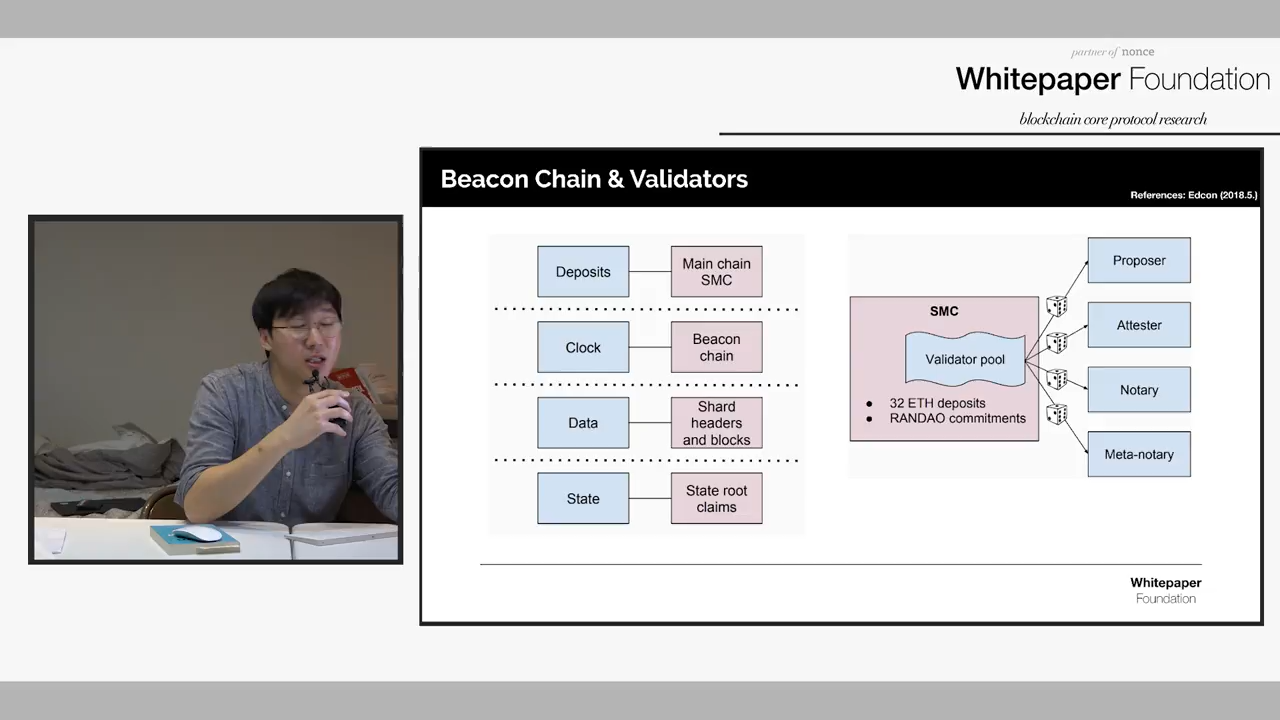 partner of nonce
Whitepaper Foundation
blockchain core protocol research
Beacon Chain & Validators
References: Edcon (2018.5.)
Deposits
Main chain
SMC
Clock
Beacon
chain
Data
Shard
headers
and blocks
State
State root
claims
SMC
Validator pool
● 32 ETH deposits
● RANDAO commitments
Proposer
Attester
Notary
Meta-notary
Whitepaper
Foundation